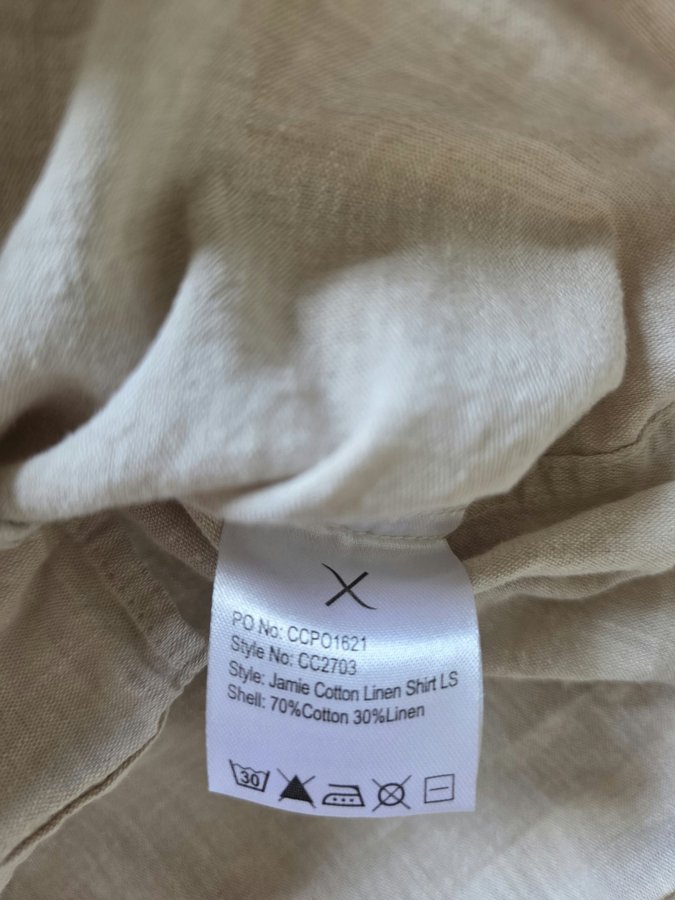 X
PO No: CCPO1621
Style No: CC2703
Style: Jamie Cotton Linen Shirt LS
Shell: 70%Cotton 30%Linen
30